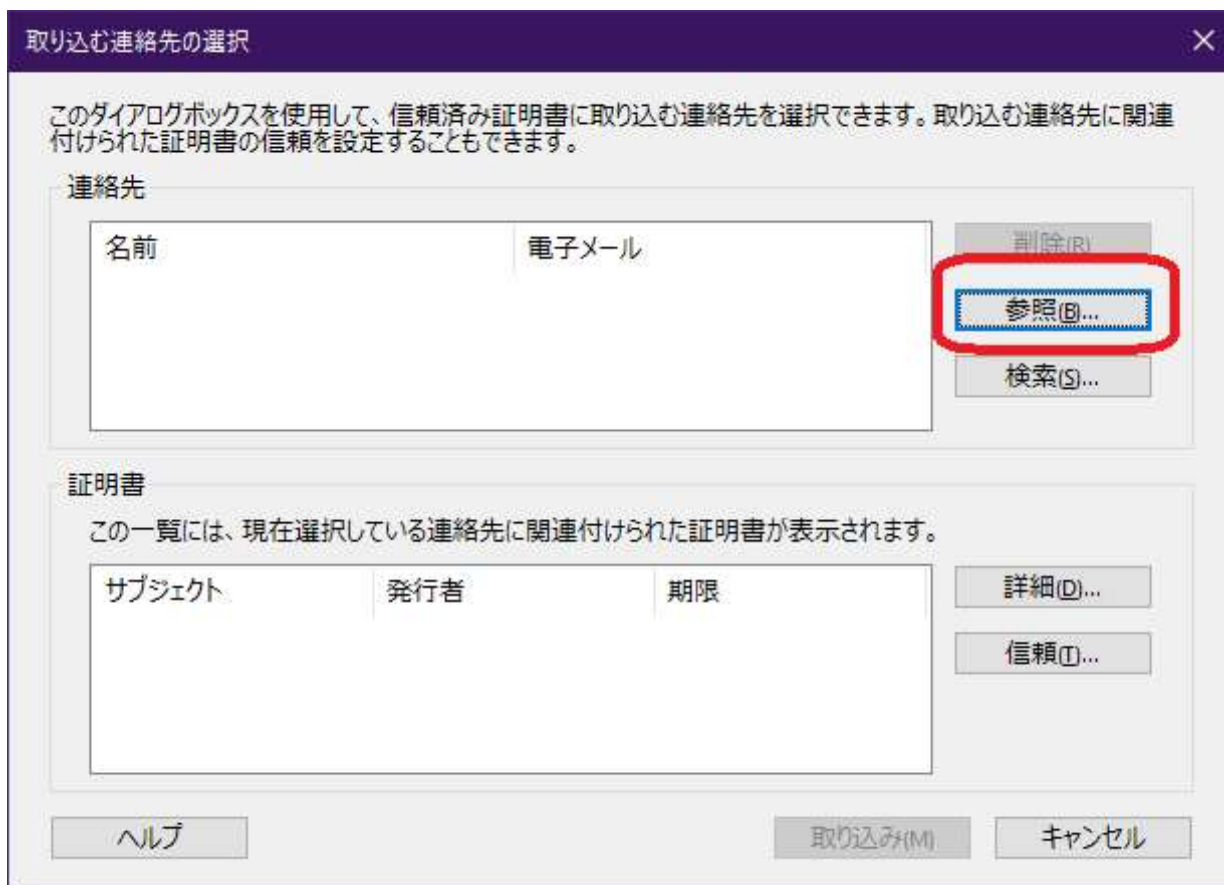 取り込む連絡先の選択
このダイアログボックスを使用して、信頼済み証明書に取り込む連絡先を選択できます。取り込む連絡先に関連
付けられた証明書の信頼を設定することもできます。
連絡先
名前 電子メール
削除(R)
参照(B)...
検索(S)...
証明書
この一覧には、現在選択している連絡先に関連付けられた証明書が表示されます。
サブジェクト 発行者 期限
詳細(D)...
信頼(T)...
ヘルプ 取り込み(M) キャンセル